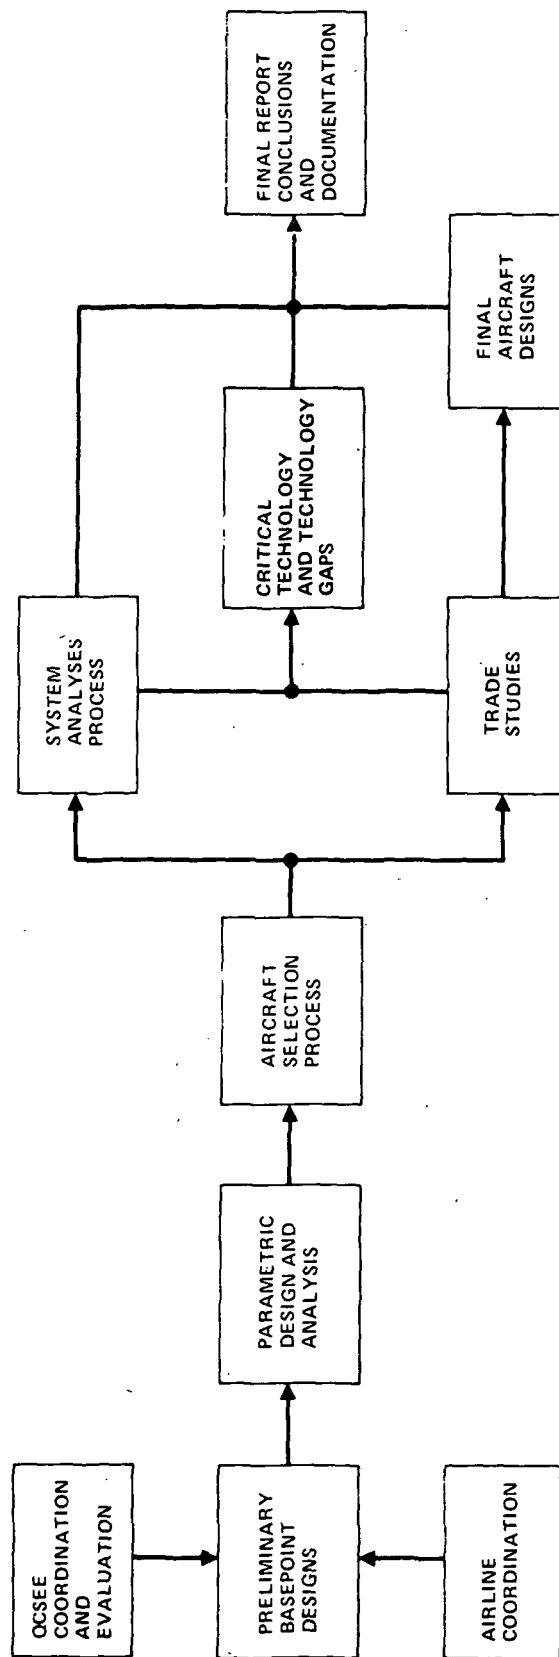 QCSEE
COORDINATION
AND
EVALUATION
PRELIMINARY
BASEPOINT
DESIGNS
AIRLINE
COORDINATION
PARAMETRIC
DESIGN AND
ANALYSIS
AIRCRAFT
SELECTION
PROCESS
SYSTEM
ANALYSES
PROCESS
CRITICAL
TECHNOLOGY
AND TECHNOLOGY
GAPS
TRADE
STUDIES
FINAL REPORT
CONCLUSIONS
AND
DOCUMENTATION
FINAL
AIRCRAFT
DESIGNS